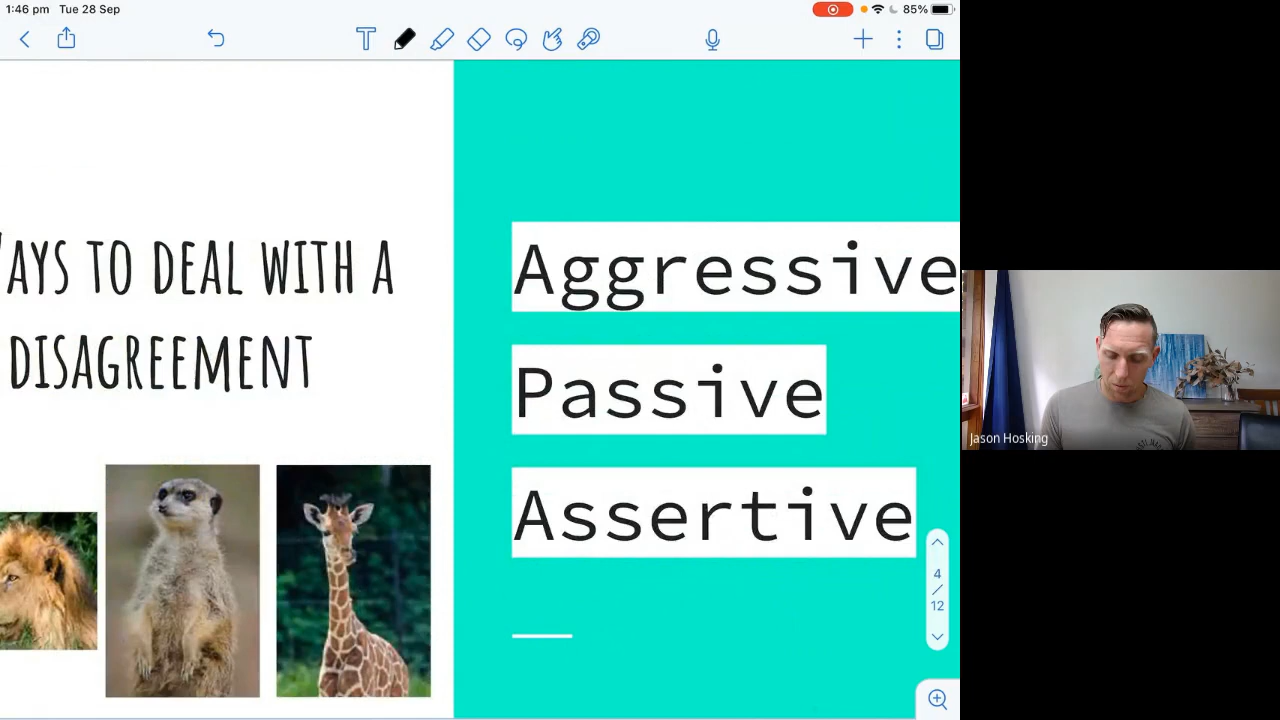 1:46 pm Tue 28 Sep
85%
AYS TO DEAL WITH A
DISAGREEMENT
Aggressive
Passive
Assertive
4
/
12
Jason Hosking